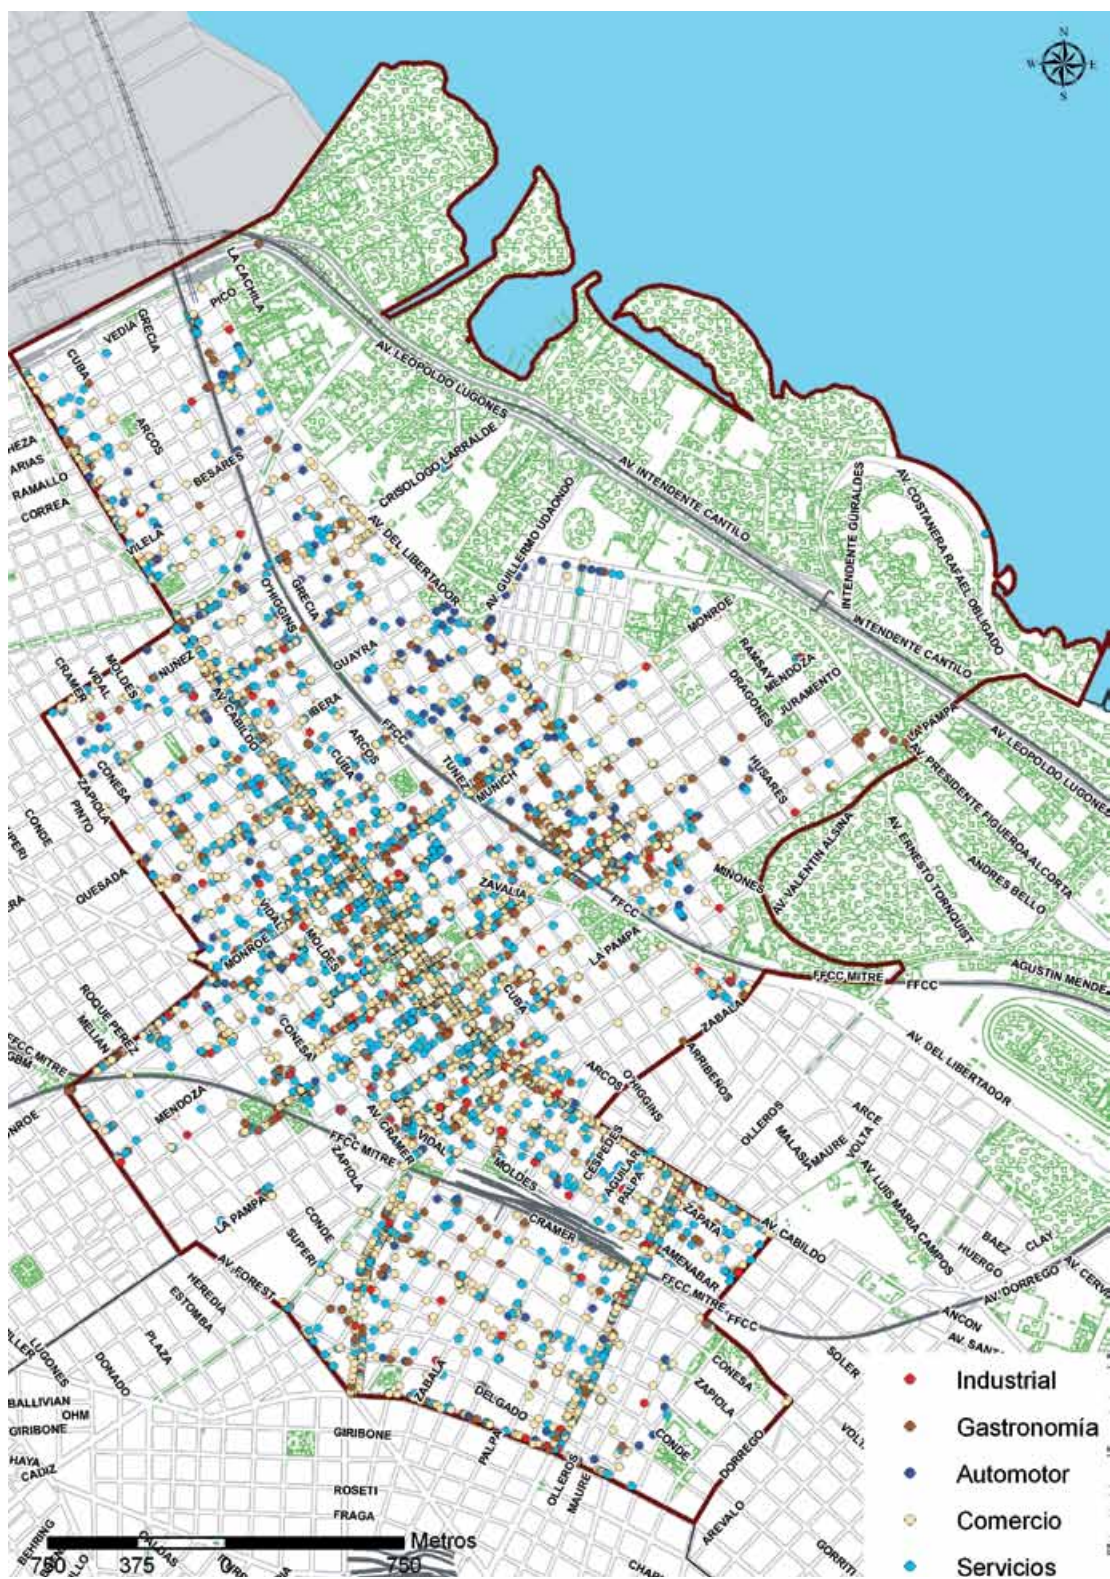 N
W
E
S
LA CACHILA
PICO
GRECIA
VEDIA
CUBA
AV. LEOPOLDO LUGONES
ARCOS
ARIAS
RAMALLO
CORREA
BESARES
CRISOLOGO LARRALDE
AV. INTENDENTE CANTILO
INTENDENTE GUIRALDES
AV. COSTANERA RAFAEL OBLIGADO
VILELA
AV. DEL LIBERTADOR
AV. GUILLERMO UDAONDO
O'HIGGINS
GRECIA
MONROE
INTENDENTE CANTILO
NUÑEZ
MOLDES
VIDAL
CRAMER
GUAYRA
RAMSAY
MENDOZA
DRAGONES
JURAMENTO
AV. CABILDO
IBERA
ARCOS
CUBA
FFCC
LA PAMPA
AV. LEOPOLDO LUGONES
CONESA
ZAPIOLA
PINTO
CONDE
TUNEZ
MUNICH
HUSARES
AV. PRESIDENTE FIGUEROA ALCORTA
AV. VALENTIN ALSINA
AV. ERNESTO TORNQUIST
ANDRES BELLO
QUESADA
ZAVALIA
MIÑONES
VIDAL
MONROE
MOLDES
FFCC
LA PAMPA
FFCC MITRE
FFCC
AGUSTIN MENDE
ROQUE PEREZ
MELIAN
CUBA
ZABALA
CONESA
FFCC MITRE
ARRIBEÑOS
AV. DEL LIBERTADOR
MENDOZA
ARCOS
O'HIGGINS
OLLEROS
ARCE
MALASIA
MAURE
VOLTA
AV. CRAMER
VIDAL
FFCC MITRE
ZAPIOLA
MOLDES
CESPEDES
AGUILAR
PALPA
AV. LUIS MARIA CAMPOS
LA PAMPA
CONDE
SUPERI
CRAMER
ZAPATA
AV. CABILDO
BAEZ
CLAY
HUERGO
AV. FOREST
LAMENABAR
FFCC MITRE
FFCC
AV. DORREGO
HEREDIA
ESTOMBA
ANCON
PLAZA
SOLER
LUGONES
DONADO
ZABALA
CONESA
ZAPIOLA
BALLIVIAN
OHM
GIRIBONE
DELGADO
GIRIBONE
PALPA
CONDE
DORREGO
HAYA
CADIZ
OLLEROS
MAURE
ROSETI
FRAGA
AREVALO
GORRITI
BEHRING
CALDAS
Industrial
Gastronomía
Automotor
Comercio
Servicios
Metros
750
375
750